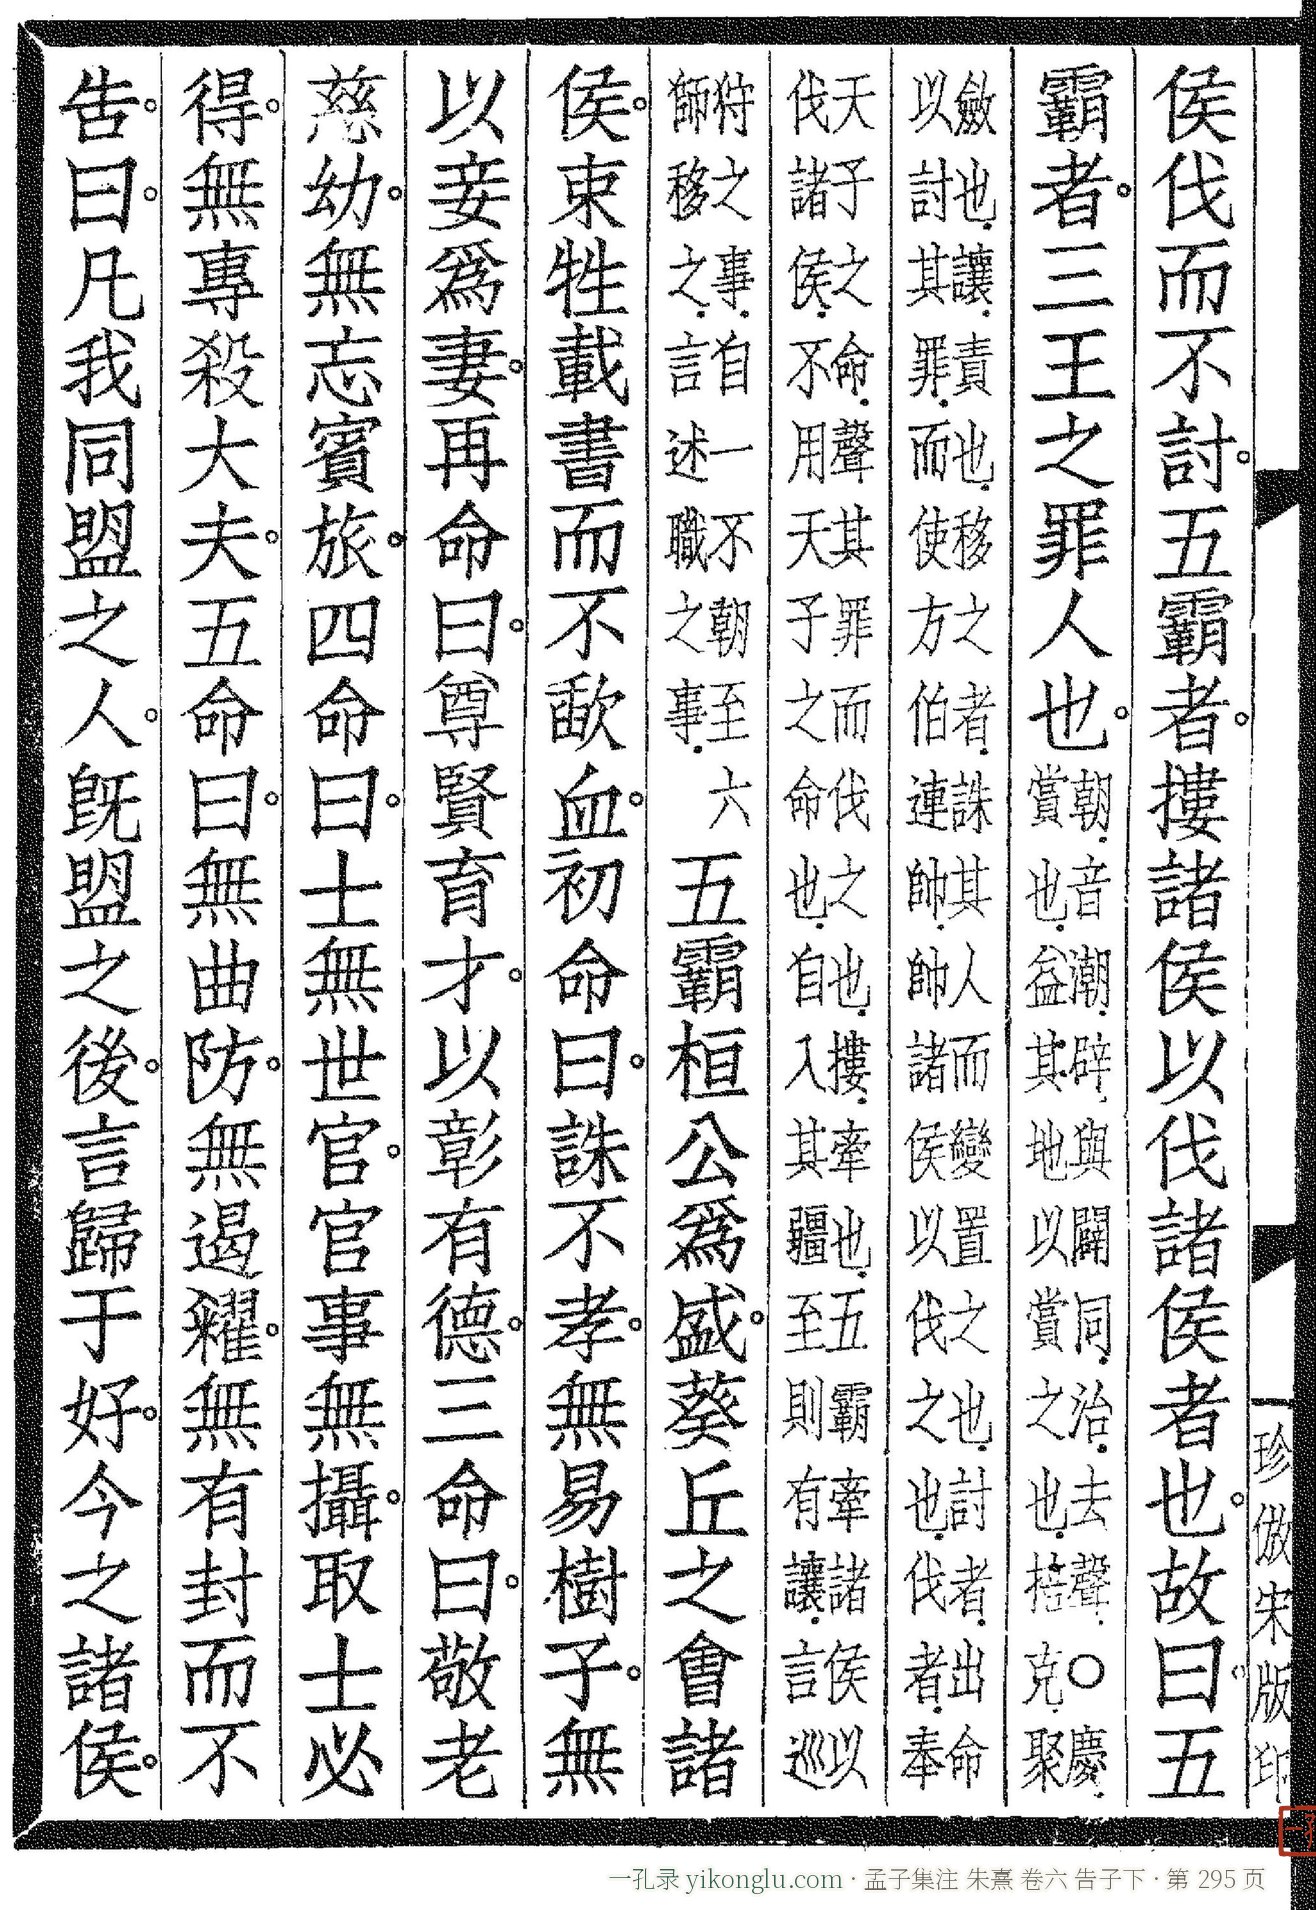 侯伐而不討。五霸者。摟諸侯以伐諸侯者也。故曰。五
霸者。三王之罪人也。朝.音潮.辟.與闢同.治.去聲.○慶.
賞也.益其地以賞之也.掊克.聚
斂也.讓.責也.移之者.誅其人而變置之也.討者.出命
以討其罪.而使方伯連帥帥諸侯以伐之也.伐者.奉
天子之命.聲其罪而伐之也.摟.牽也.五霸牽諸侯以
伐諸侯.不用天子之命也.自入其疆至則有讓.言巡
狩之事.自一不朝至六
師移之.言述職之事.五霸桓公爲盛。葵丘之會諸
侯。束牲載書而不歃血。初命曰。誅不孝。無易樹子。無
以妾爲妻。再命曰。尊賢育才。以彰有德。三命曰。敬老
慈幼。無忘賓旅。四命曰。士無世官。官事無攝。取士必
得。無專殺大夫。五命曰。無曲防。無遏糴。無有封而不
告。曰。凡我同盟之人。既盟之後。言歸于好。今之諸侯。
珍倣宋版印
一孔录 yikonglu.com · 孟子集注 朱熹 卷六 告子下 · 第 295 页